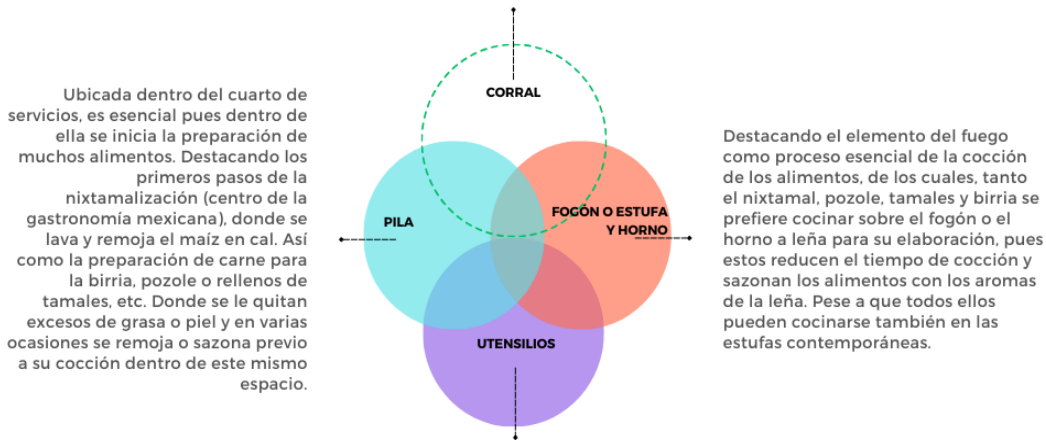 CORRAL
Ubicada dentro del cuarto de
servicios, es esencial pues dentro de
ella se inicia la preparación de
muchos alimentos. Destacando los
primeros pasos de la
nixtamalización (centro de la
gastronomía mexicana), donde se
lava y remoja el maíz en cal. Así
como la preparación de carne para
la birria, pozole o rellenos de
tamales, etc. Donde se le quitan
excesos de grasa o piel y en varias
ocasiones se remoja o sazona previo
a su cocción dentro de este mismo
espacio.
PILA
FOGÓN O ESTUFA
Y HORNO
UTENSILIOS
Destacando el elemento del fuego
como proceso esencial de la cocción
de los alimentos, de los cuales, tanto
el nixtamal, pozole, tamales y birria se
prefiere cocinar sobre el fogón o el
horno a leña para su elaboración, pues
estos reducen el tiempo de cocción y
sazonan los alimentos con los aromas
de la leña. Pese a que todos ellos
pueden cocinarse también en las
estufas contemporáneas.